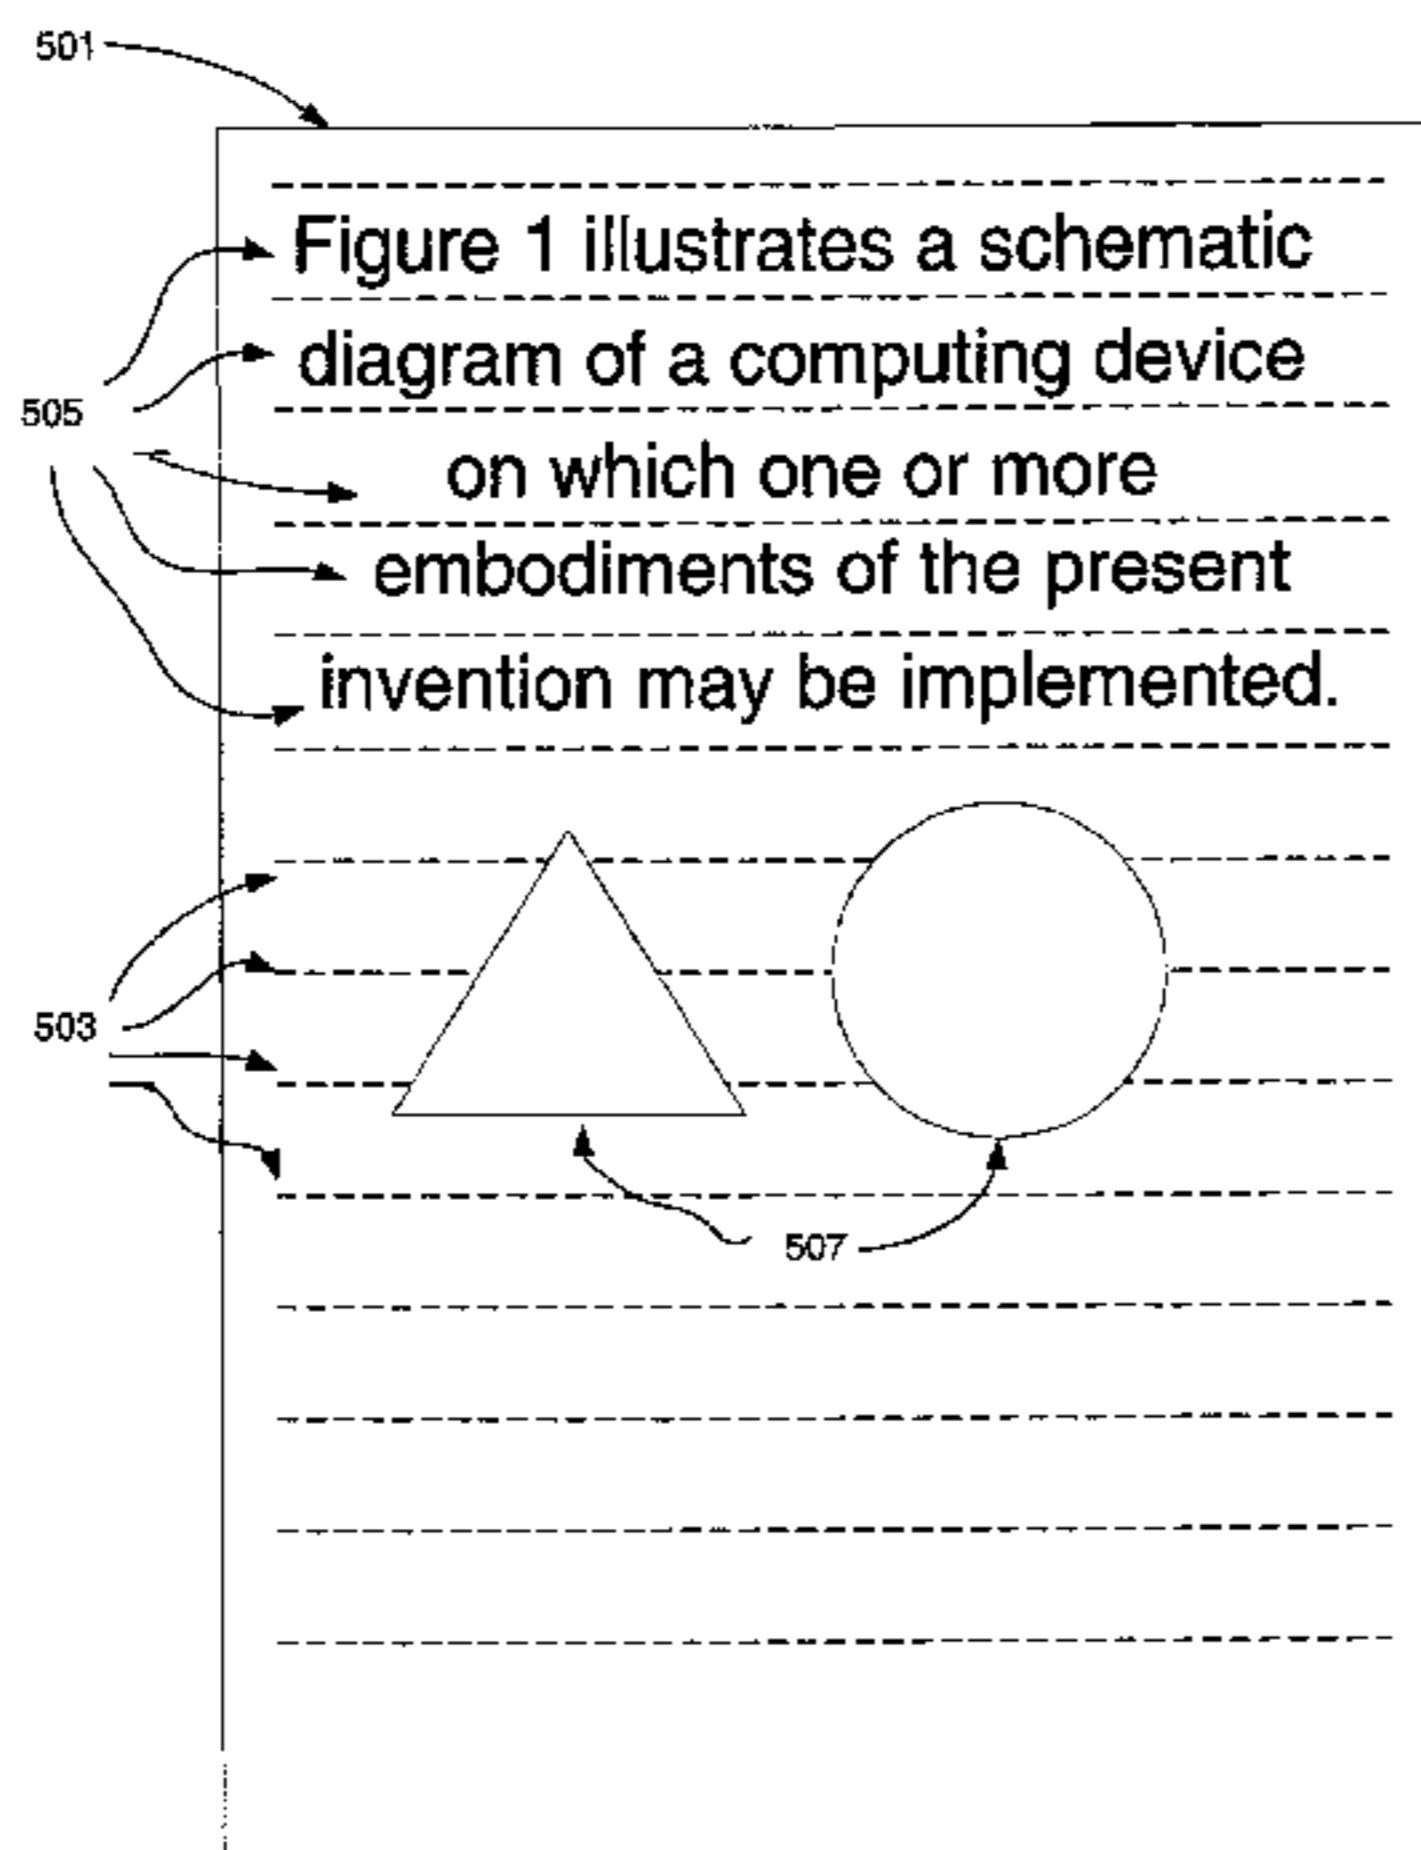 501
Figure 1 illustrates a schematic
diagram of a computing device
505
on which one or more
embodiments of the present
invention may be implemented.
503
507